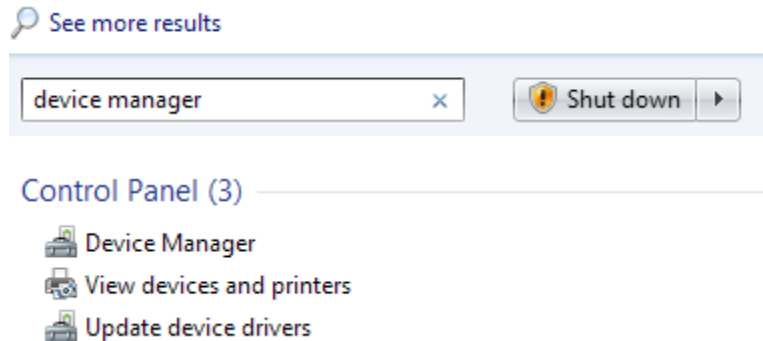 See more results
device manager
Shut down
Control Panel (3)
Device Manager
View devices and printers
Update device drivers